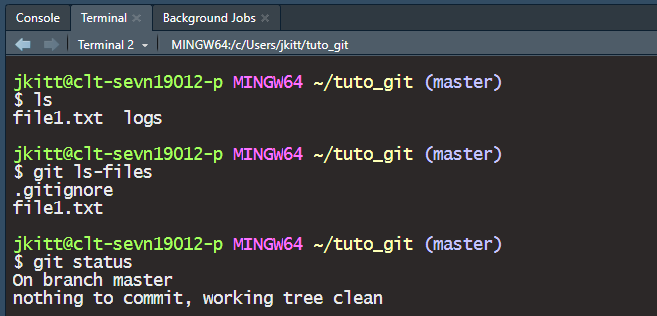 Console Terminal Background Jobs
Terminal 2 MINGW64:/c/Users/jkitt/tuto_git
jkitt@clt-sevn19012-p MINGW64 ~/tuto_git (master)
$ ls
file1.txt  logs
jkitt@clt-sevn19012-p MINGW64 ~/tuto_git (master)
$ git ls-files
.gitignore
file1.txt
jkitt@clt-sevn19012-p MINGW64 ~/tuto_git (master)
$ git status
On branch master
nothing to commit, working tree clean